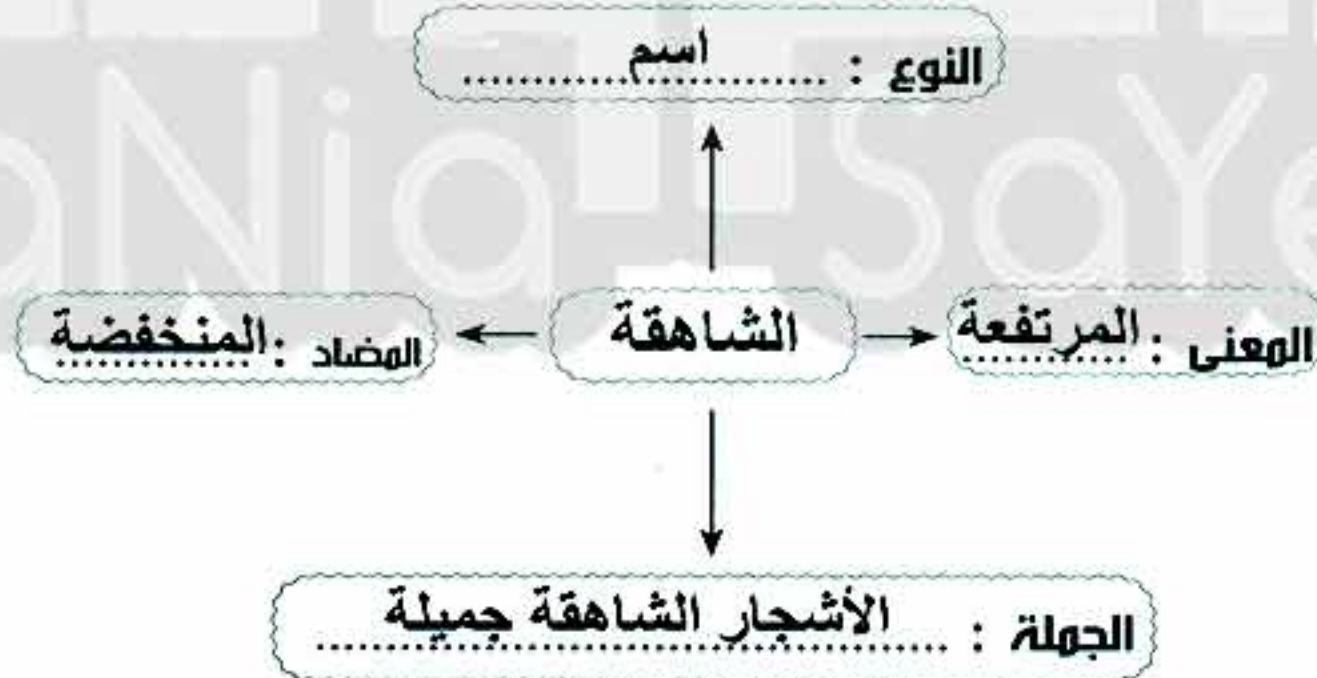 النوع : اسم
المعنى : المرتفعة
الشاهقة
المضاد : المنخفضة
الجملة : الأشجار الشاهقة جميلة